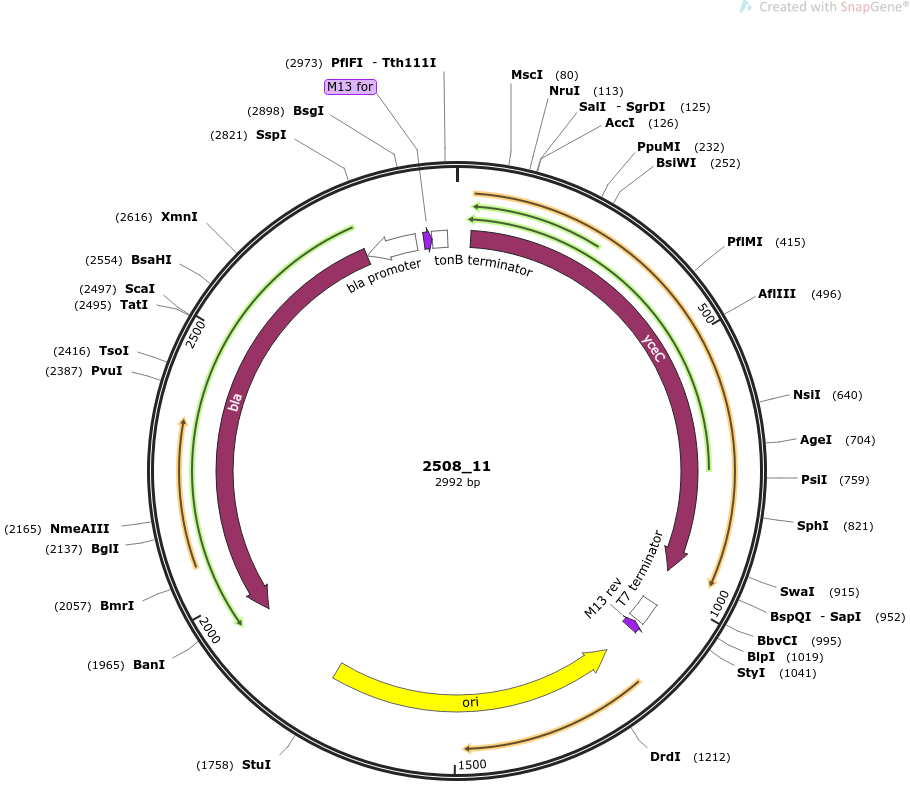 Created with SnapGene®
(2973) PflFI - Tth111I
M13 for
(2898) BsgI
(2821) SspI
(2616) XmnI
(2554) BsaHI
(2497) ScaI
(2495) TatI
(2416) TsoI
(2387) PvuI
(2165) NmeAIII
(2137) BglI
(2057) BmrI
(1965) BanI
(1758) StuI
MscI (80)
NruI (113)
SalI - SgrDI (125)
AccI (126)
PpuMI (232)
BsiWI (252)
PflMI (415)
AflIII (496)
NsiI (640)
AgeI (704)
PsiI (759)
SphI (821)
SwaI (915)
BspQI - SapI (952)
BbvCI (995)
BlpI (1019)
StyI (1041)
DrdI (1212)
500
1000
1500
2000
2500
bla promoter
tonB terminator
yceC
bla
T7 terminator
M13 rev
ori
2508_11
2992 bp